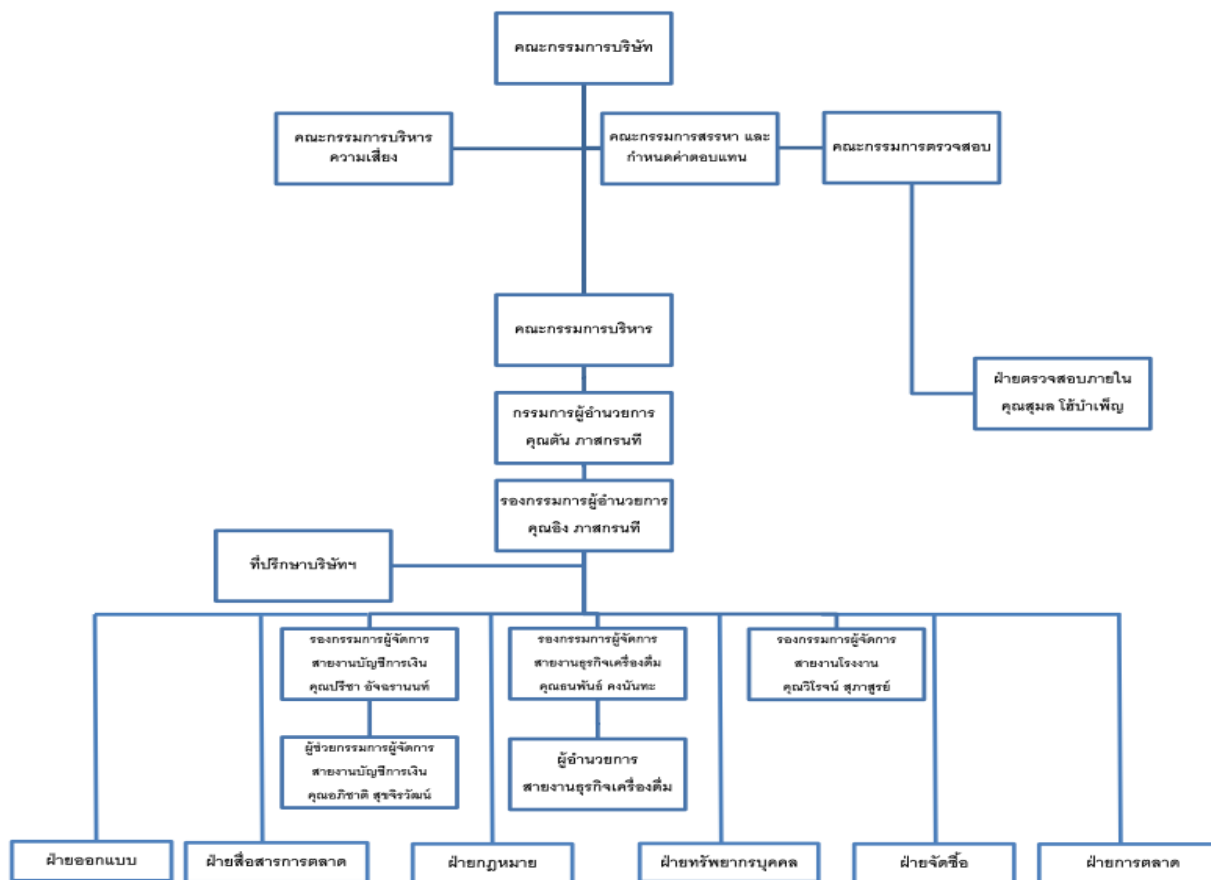 คณะกรรมการบริษัท
คณะกรรมการบริหาร
ความเสี่ยง
คณะกรรมการสรรหา และ
กำหนดค่าตอบแทน
คณะกรรมการตรวจสอบ
คณะกรรมการบริหาร
ฝ่ายตรวจสอบภายใน
คุณสุมล โฮ้บำเพ็ญ
กรรมการผู้อำนวยการ
คุณตัน ภาสกรนที
รองกรรมการผู้อำนวยการ
คุณอิง ภาสกรนที
ที่ปรึกษาบริษัทฯ
รองกรรมการผู้จัดการ
สายงานบัญชีการเงิน
คุณปรีชา อัจฉรานนท์
รองกรรมการผู้จัดการ
สายงานธุรกิจเครื่องดื่ม
คุณธนพันธ์ คงนันทะ
รองกรรมการผู้จัดการ
สายงานโรงงาน
คุณวิโรจน์ สุภาสูรย์
ผู้ช่วยกรรมการผู้จัดการ
สายงานบัญชีการเงิน
คุณอภิชาติ สุขจิรวัฒน์
ผู้อำนวยการ
สายงานธุรกิจเครื่องดื่ม
ฝ่ายออกแบบ
ฝ่ายสื่อสารการตลาด
ฝ่ายกฎหมาย
ฝ่ายทรัพยากรบุคคล
ฝ่ายจัดซื้อ
ฝ่ายการตลาด